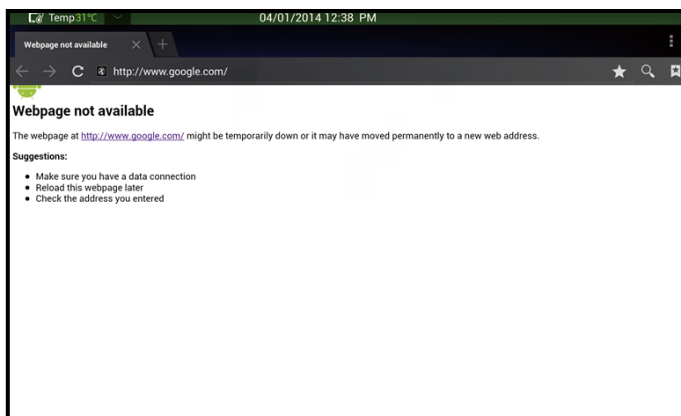 Temp31°C
04/01/2014 12:38 PM
Webpage not available
http://www.google.com/
Webpage not available
The webpage at http://www.google.com/ might be temporarily down or it may have moved permanently to a new web address.
Suggestions:
Make sure you have a data connection
Reload this webpage later
Check the address you entered